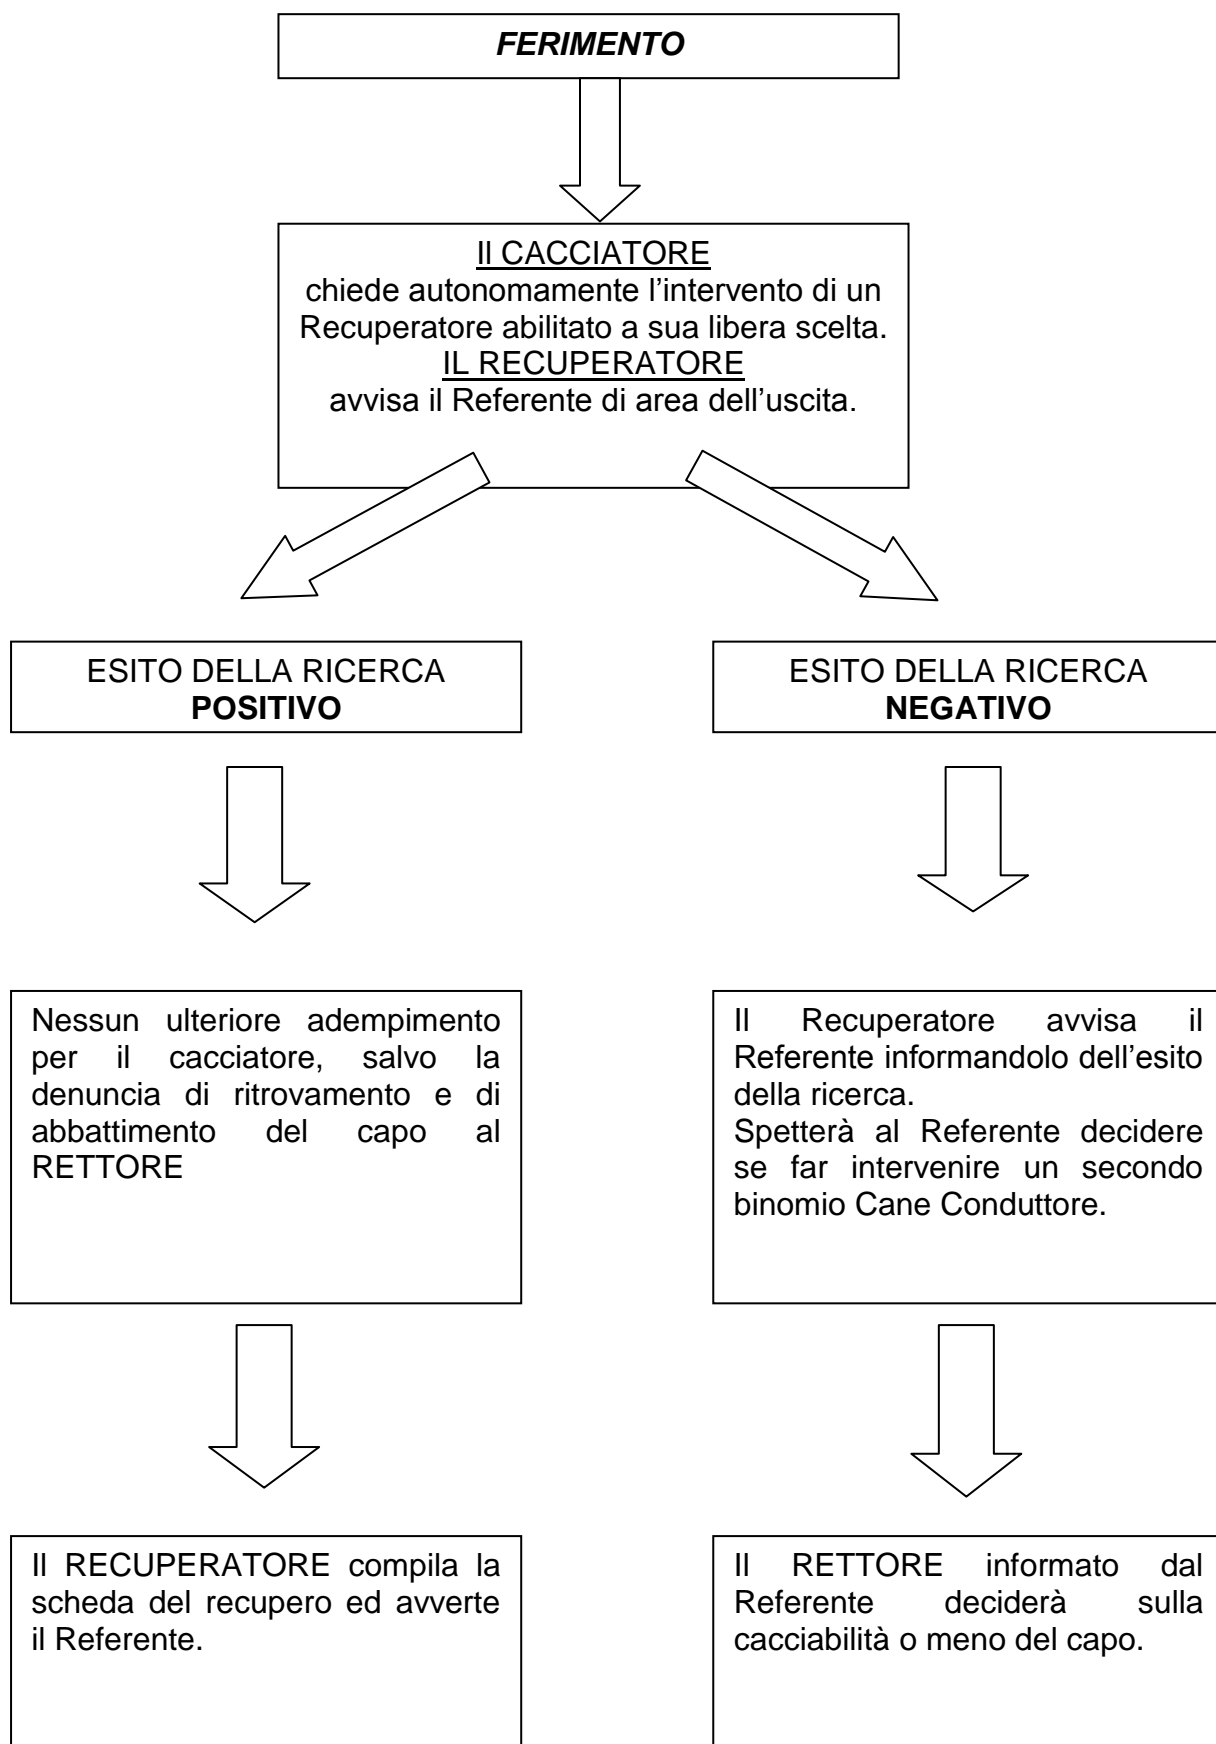 FERIMENTO
Il CACCIATORE
chiede autonomamente l’intervento di un
Recuperatore abilitato a sua libera scelta.
IL RECUPERATORE
avvisa il Referente di area dell’uscita.
ESITO DELLA RICERCA
POSITIVO
ESITO DELLA RICERCA
NEGATIVO
Nessun ulteriore adempimento
per il cacciatore, salvo la
denuncia di ritrovamento e di
abbattimento del capo al
RETTORE
Il Recuperatore avvisa il
Referente informandolo dell’esito
della ricerca.
Spetterà al Referente decidere
se far intervenire un secondo
binomio Cane Conduttore.
Il RECUPERATORE compila la
scheda del recupero ed avverte
il Referente.
Il RETTORE informato dal
Referente deciderà sulla
cacciabilità o meno del capo.